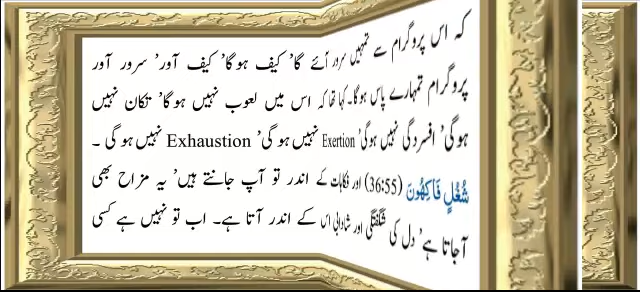 کہ اس پروگرام سے تمہیں سرور آئے گا' کیف ہوگا' کیف آور' سرور آور
پروگرام تمہارے پاس ہوگا۔ کہا تھا کہ اس میں لعوب نہیں ہوگا' تکان نہیں
ہوگی' افسردگی نہیں ہوگی' Exertion نہیں ہوگی' Exhaustion نہیں ہوگی ۔
شُغُلٍ فَاكِهُونَ (36:55) اور فکاہات کے اندر تو آپ جانتے ہیں' یہ مزاح بھی
آجاتا ہے' دل کی شگفتگی اور شادابی اس کے اندر آتا ہے۔ اب تو نہیں ہے کسی